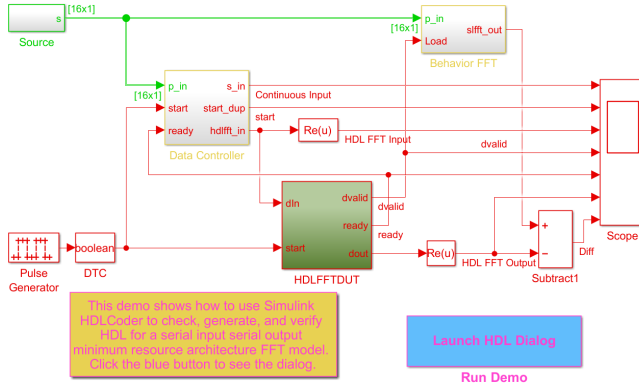 [16x1]
s
Source
p_in
[16x1]
Load
slfft_out
Behavior FFT
p_in
[16x1]
start
ready
s_in
start_dup
hdlfft_in
Data Controller
Continuous Input
start
Re(u)
HDL FFT Input
dvalid
Scope
dIn
start
dvalid
ready
dout
HDLFFTDUT
dvalid
ready
Pulse
Generator
boolean
DTC
Re(u)
HDL FFT Output
+
−
Subtract1
Diff
This demo shows how to use Simulink
HDLCoder to check, generate, and verify
HDL for a serial input serial output
minimum resource architecture FFT model.
Click the blue button to see the dialog.
Launch HDL Dialog
Run Demo